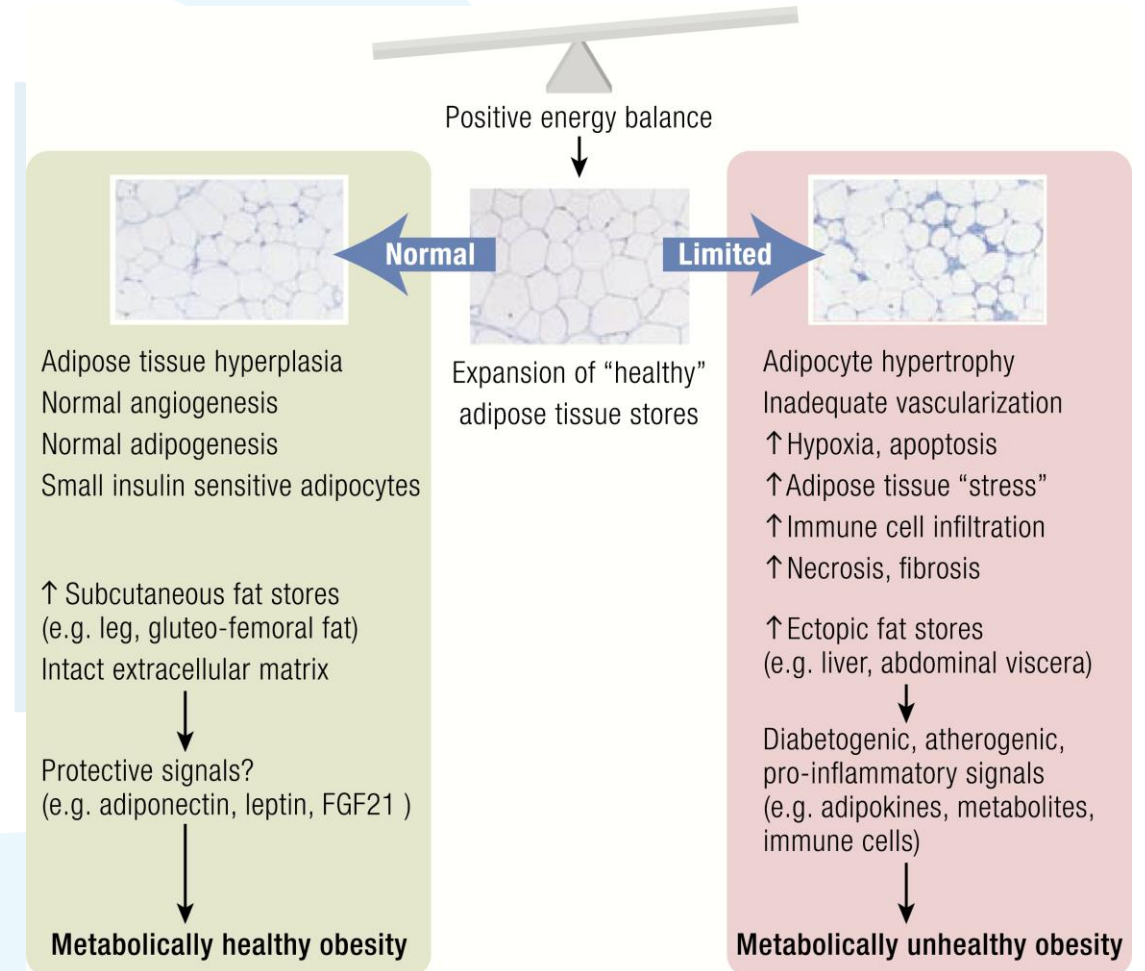 Positive energy balance
Normal
Limited
Expansion of “healthy”
adipose tissue stores
Adipose tissue hyperplasia
Normal angiogenesis
Normal adipogenesis
Small insulin sensitive adipocytes
↑ Subcutaneous fat stores
(e.g. leg, gluteo-femoral fat)
Intact extracellular matrix
Protective signals?
(e.g. adiponectin, leptin, FGF21 )
Metabolically healthy obesity
Adipocyte hypertrophy
Inadequate vascularization
↑Hypoxia, apoptosis
↑Adipose tissue “stress”
↑Immune cell infiltration
↑Necrosis, fibrosis
↑Ectopic fat stores
(e.g. liver, abdominal viscera)
Diabetogenic, atherogenic,
pro-inflammatory signals
(e.g. adipokines, metabolites,
immune cells)
Metabolically unhealthy obesity